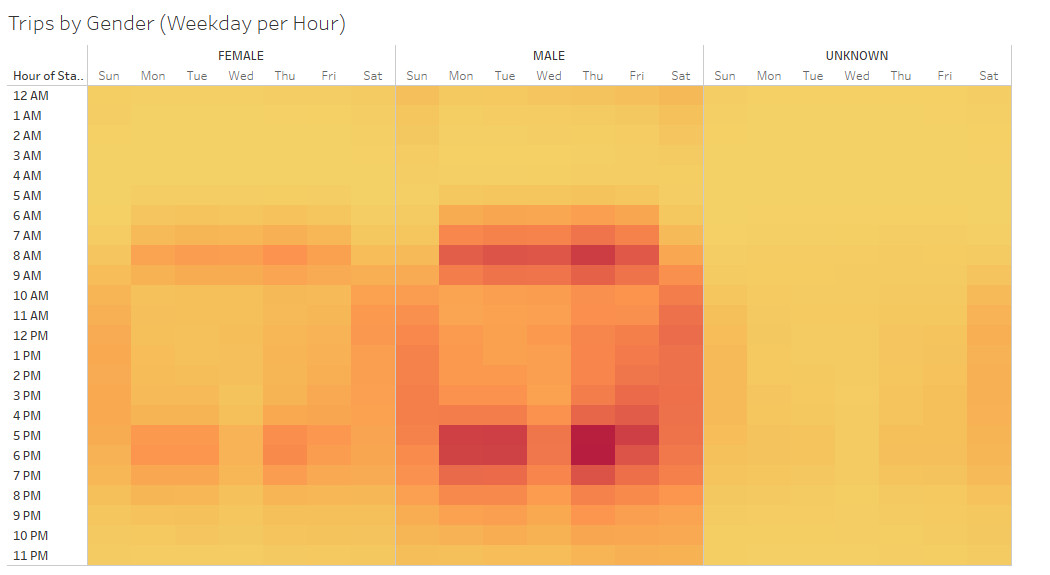 Trips by Gender (Weekday per Hour)
FEMALE MALE UNKNOWN
Hour of Sta.. Sun Mon Tue Wed Thu Fri Sat Sun Mon Tue Wed Thu Fri Sat Sun Mon Tue Wed Thu Fri Sat
12 AM
1 AM
2 AM
3 AM
4 AM
5 AM
6 AM
7 AM
8 AM
9 AM
10 AM
11 AM
12 PM
1 PM
2 PM
3 PM
4 PM
5 PM
6 PM
7 PM
8 PM
9 PM
10 PM
11 PM